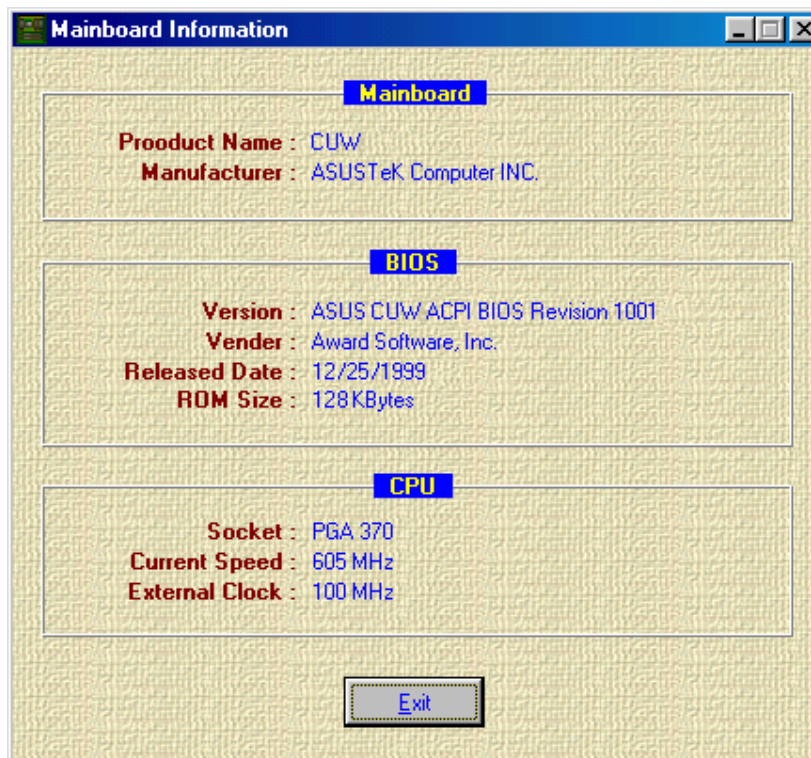 Mainboard Information
Mainboard
Prooduct Name : CUW
Manufacturer : ASUSTeK Computer INC.
BIOS
Version : ASUS CUW ACPI BIOS Revision 1001
Vender : Award Software, Inc.
Released Date : 12/25/1999
ROM Size : 128 KBytes
CPU
Socket : PGA 370
Current Speed : 605 MHz
External Clock : 100 MHz
Exit